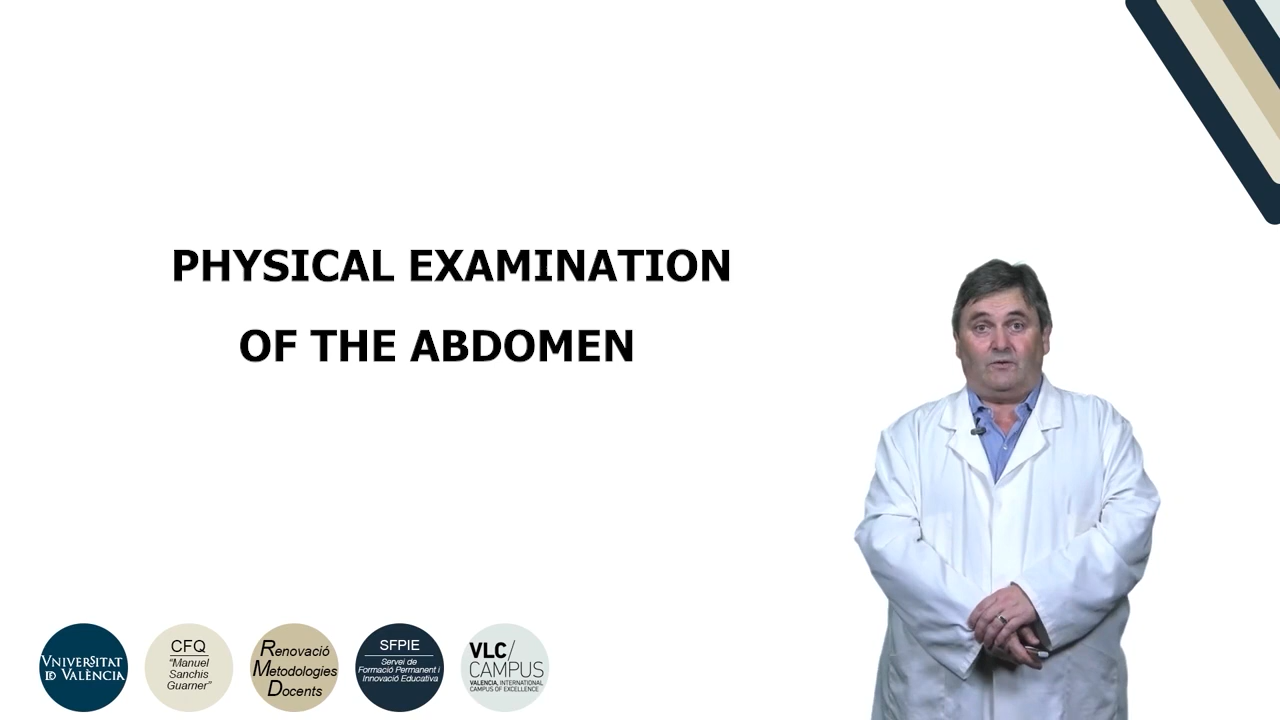 PHYSICAL EXAMINATION
OF THE ABDOMEN
VNIVERSITAT
ID VALÈNCIA
CFQ
"Manuel
Sanchis
Guarner"
Renovació
Metodologies
Docents
SFPIE
Servei de
Formació Permanent i
Innovació Educativa
VLC/
CAMPUS
VALENCIA, INTERNATIONAL
CAMPUS OF EXCELLENCE